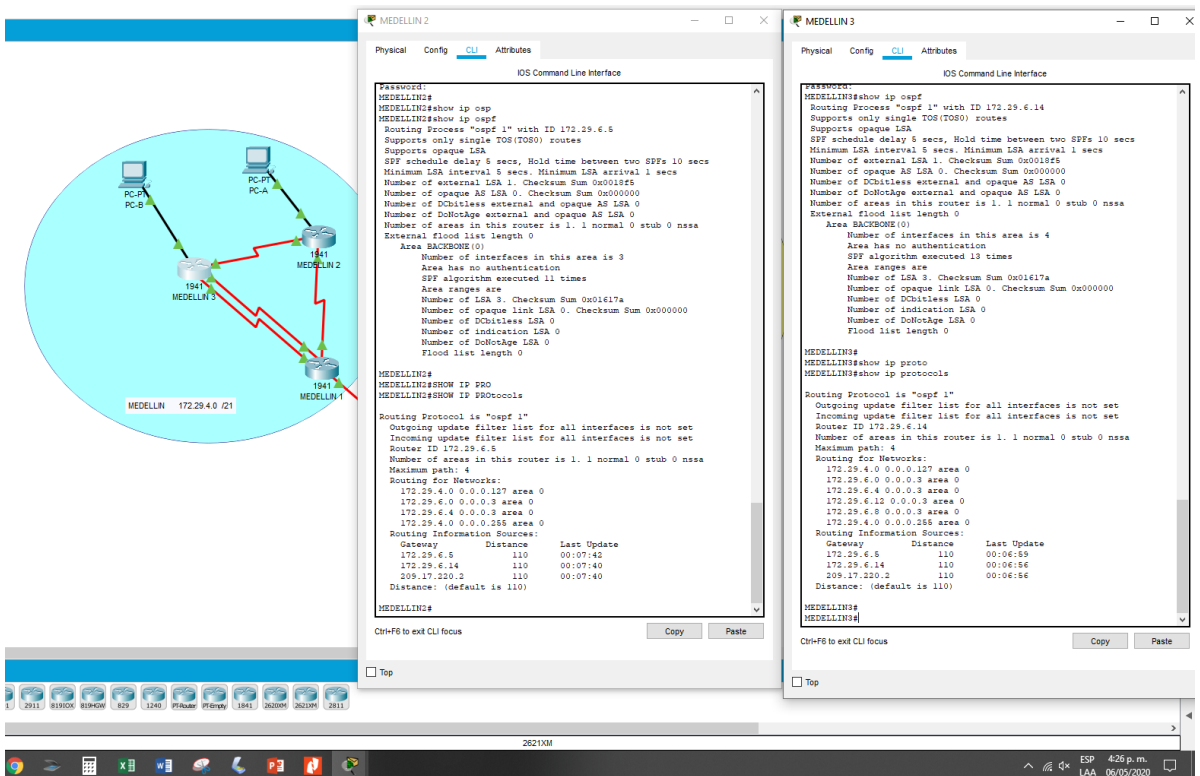 PC-PT
PC-B
PC-PT
PC-A
1941
MEDELLIN 2
1941
MEDELLIN 3
1941
MEDELLIN 1
MEDELLIN 172.29.4.0 /21
MEDELLIN 2
Physical Config CLI Attributes
IOS Command Line Interface
Password:
MEDELLIN2#
MEDELLIN2#show ip osp
MEDELLIN2#show ip ospf
Routing Process "ospf 1" with ID 172.29.6.5
Supports only single TOS(TOS0) routes
Supports opaque LSA
SPF schedule delay 5 secs, Hold time between two SPFs 10 secs
Minimum LSA interval 5 secs. Minimum LSA arrival 1 secs
Number of external LSA 1. Checksum Sum 0x0018f5
Number of opaque AS LSA 0. Checksum Sum 0x000000
Number of DCbitless external and opaque AS LSA 0
Number of DoNotAge external and opaque AS LSA 0
Number of areas in this router is 1. 1 normal 0 stub 0 nssa
External flood list length 0
Area BACKBONE(0)
Number of interfaces in this area is 3
Area has no authentication
SPF algorithm executed 11 times
Area ranges are
Number of LSA 3. Checksum Sum 0x01617a
Number of opaque link LSA 0. Checksum Sum 0x000000
Number of DCbitless LSA 0
Number of indication LSA 0
Number of DoNotAge LSA 0
Flood list length 0
MEDELLIN2#
MEDELLIN2#SHOW IP PRO
MEDELLIN2#SHOW IP PROtocols
Routing Protocol is "ospf 1"
Outgoing update filter list for all interfaces is not set
Incoming update filter list for all interfaces is not set
Router ID 172.29.6.5
Number of areas in this router is 1. 1 normal 0 stub 0 nssa
Maximum path: 4
Routing for Networks:
172.29.4.0 0.0.0.127 area 0
172.29.6.0 0.0.0.3 area 0
172.29.6.4 0.0.0.3 area 0
172.29.4.0 0.0.0.255 area 0
Routing Information Sources:
Gateway Distance Last Update
172.29.6.5 110 00:07:42
172.29.6.14 110 00:07:40
209.17.220.2 110 00:07:40
Distance: (default is 110)
MEDELLIN2#
Ctrl+F6 to exit CLI focus
Copy Paste
Top
MEDELLIN 3
Physical Config CLI Attributes
IOS Command Line Interface
Password:
MEDELLIN3#show ip ospf
Routing Process "ospf 1" with ID 172.29.6.14
Supports only single TOS(TOS0) routes
Supports opaque LSA
SPF schedule delay 5 secs, Hold time between two SPFs 10 secs
Minimum LSA interval 5 secs. Minimum LSA arrival 1 secs
Number of external LSA 1. Checksum Sum 0x0018f5
Number of opaque AS LSA 0. Checksum Sum 0x000000
Number of DCbitless external and opaque AS LSA 0
Number of DoNotAge external and opaque AS LSA 0
Number of areas in this router is 1. 1 normal 0 stub 0 nssa
External flood list length 0
Area BACKBONE(0)
Number of interfaces in this area is 4
Area has no authentication
SPF algorithm executed 13 times
Area ranges are
Number of LSA 3. Checksum Sum 0x01617a
Number of opaque link LSA 0. Checksum Sum 0x000000
Number of DCbitless LSA 0
Number of indication LSA 0
Number of DoNotAge LSA 0
Flood list length 0
MEDELLIN3#
MEDELLIN3#show ip proto
MEDELLIN3#show ip protocols
Routing Protocol is "ospf 1"
Outgoing update filter list for all interfaces is not set
Incoming update filter list for all interfaces is not set
Router ID 172.29.6.14
Number of areas in this router is 1. 1 normal 0 stub 0 nssa
Maximum path: 4
Routing for Networks:
172.29.4.0 0.0.0.127 area 0
172.29.6.0 0.0.0.3 area 0
172.29.6.4 0.0.0.3 area 0
172.29.6.12 0.0.0.3 area 0
172.29.6.8 0.0.0.3 area 0
172.29.4.0 0.0.0.255 area 0
Routing Information Sources:
Gateway Distance Last Update
172.29.6.5 110 00:06:59
172.29.6.14 110 00:06:56
209.17.220.2 110 00:06:56
Distance: (default is 110)
MEDELLIN3#
MEDELLIN3#
Ctrl+F6 to exit CLI focus
Copy Paste
Top
1 2911 819IOX 819HGW 829 1240 PT-Router PT-Empty 1841 2620XM 2621XM 2811
2621XM
ESP 4:26 p. m.
LAA 06/05/2020